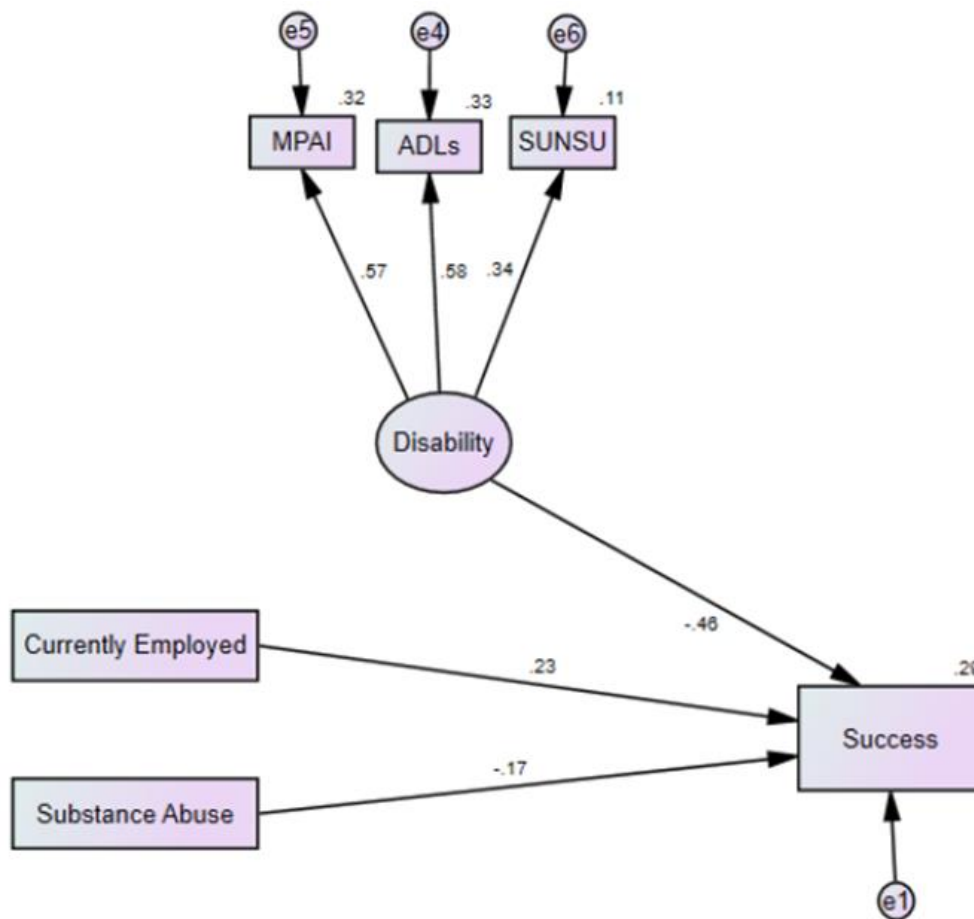 e5
e4
e6
.32
.33
.11
MPAI
ADLs
SUNSU
.57
.58
.34
Disability
-.46
Currently Employed
.23
Success
-.17
Substance Abuse
e1